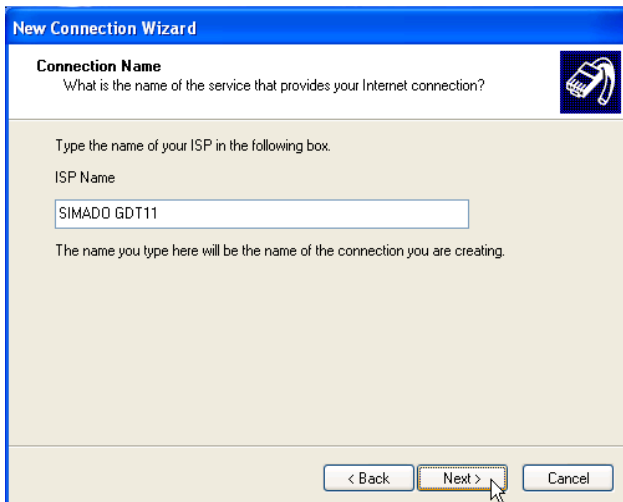 New Connection Wizard
Connection Name
What is the name of the service that provides your Internet connection?
Type the name of your ISP in the following box.
ISP Name
SIMADO GDT11
The name you type here will be the name of the connection you are creating.
< Back Next > Cancel